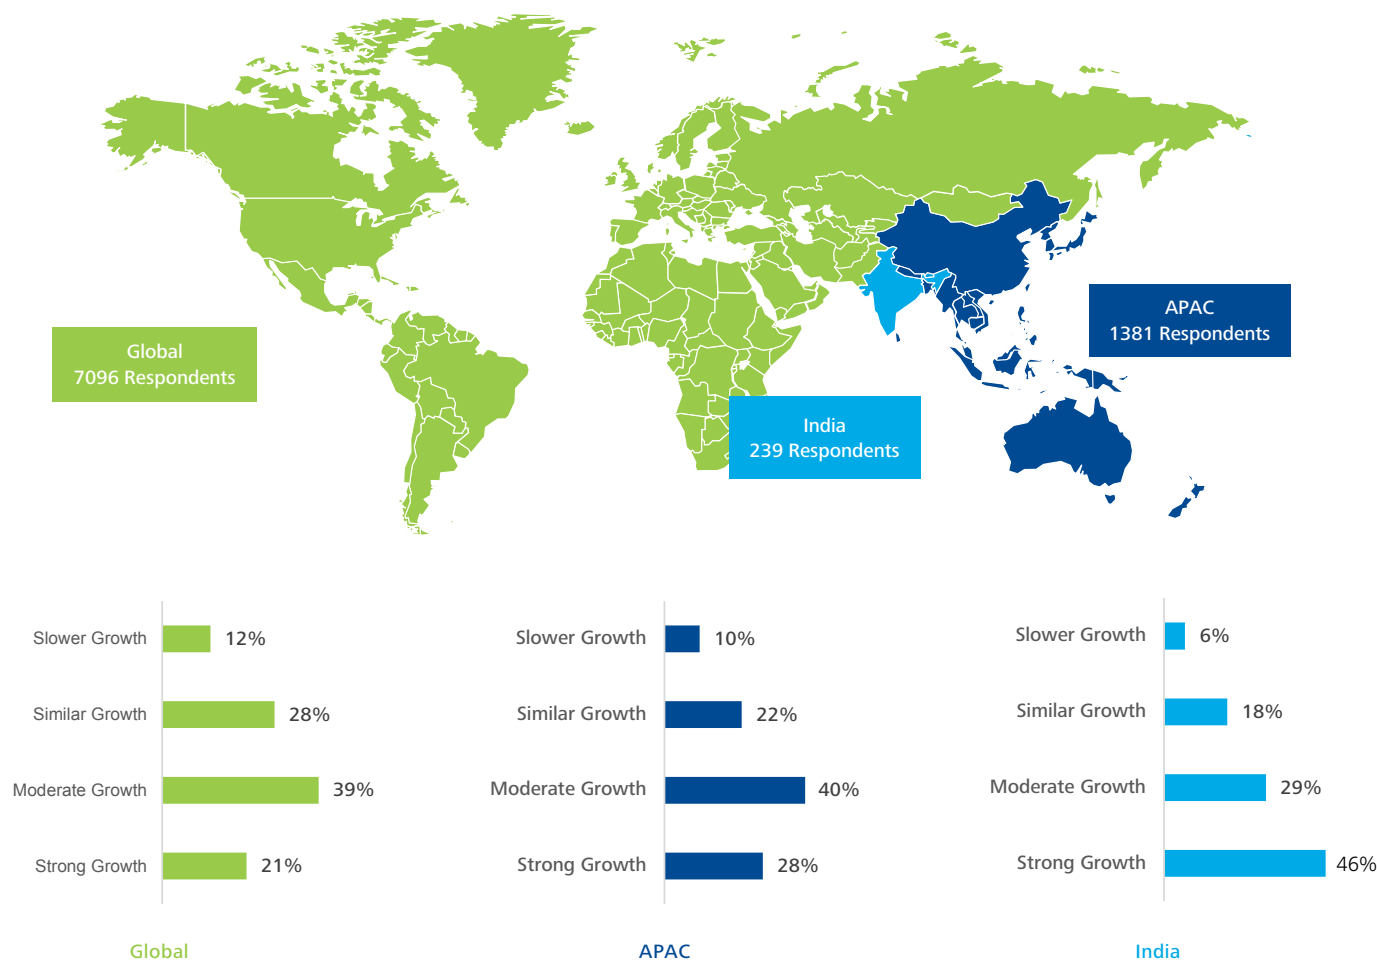 Global
7096 Respondents
APAC
1381 Respondents
India
239 Respondents
Slower Growth 12%
Similar Growth 28%
Moderate Growth 39%
Strong Growth 21%
Global
Slower Growth 10%
Similar Growth 22%
Moderate Growth 40%
Strong Growth 28%
APAC
Slower Growth 6%
Similar Growth 18%
Moderate Growth 29%
Strong Growth 46%
India